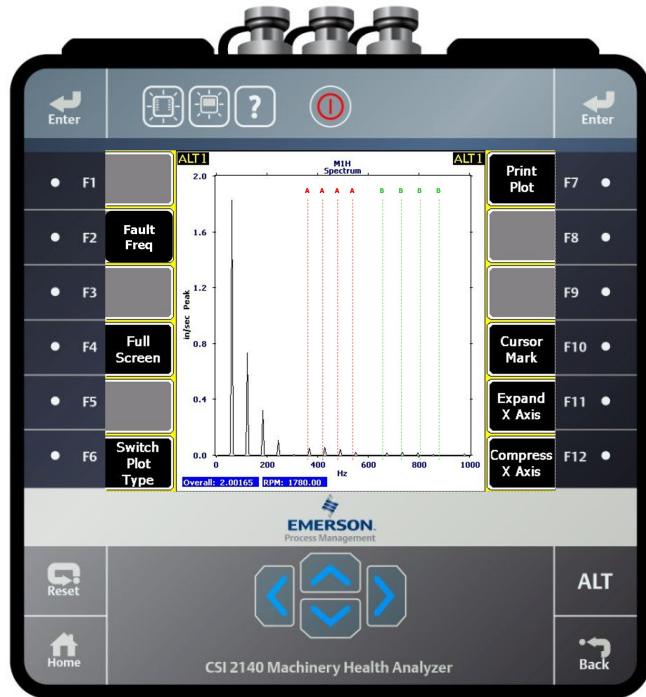 Enter
?
Enter
F1
F2
F3
F4
F5
F6
Fault
Freq
Full
Screen
Switch
Plot
Type
ALT1
M1H
Spectrum
ALT1
A A A A B B B B
in/sec Peak
2.0
1.6
1.2
0.8
0.4
0.0
0 200 400 600 800 1000
Hz
Overall: 2.00165 RPM: 1780.00
Print
Plot
Cursor
Mark
Expand
X Axis
Compress
X Axis
F7
F8
F9
F10
F11
F12
EMERSON.
Process Management
Reset
Home
CSI 2140 Machinery Health Analyzer
ALT
Back